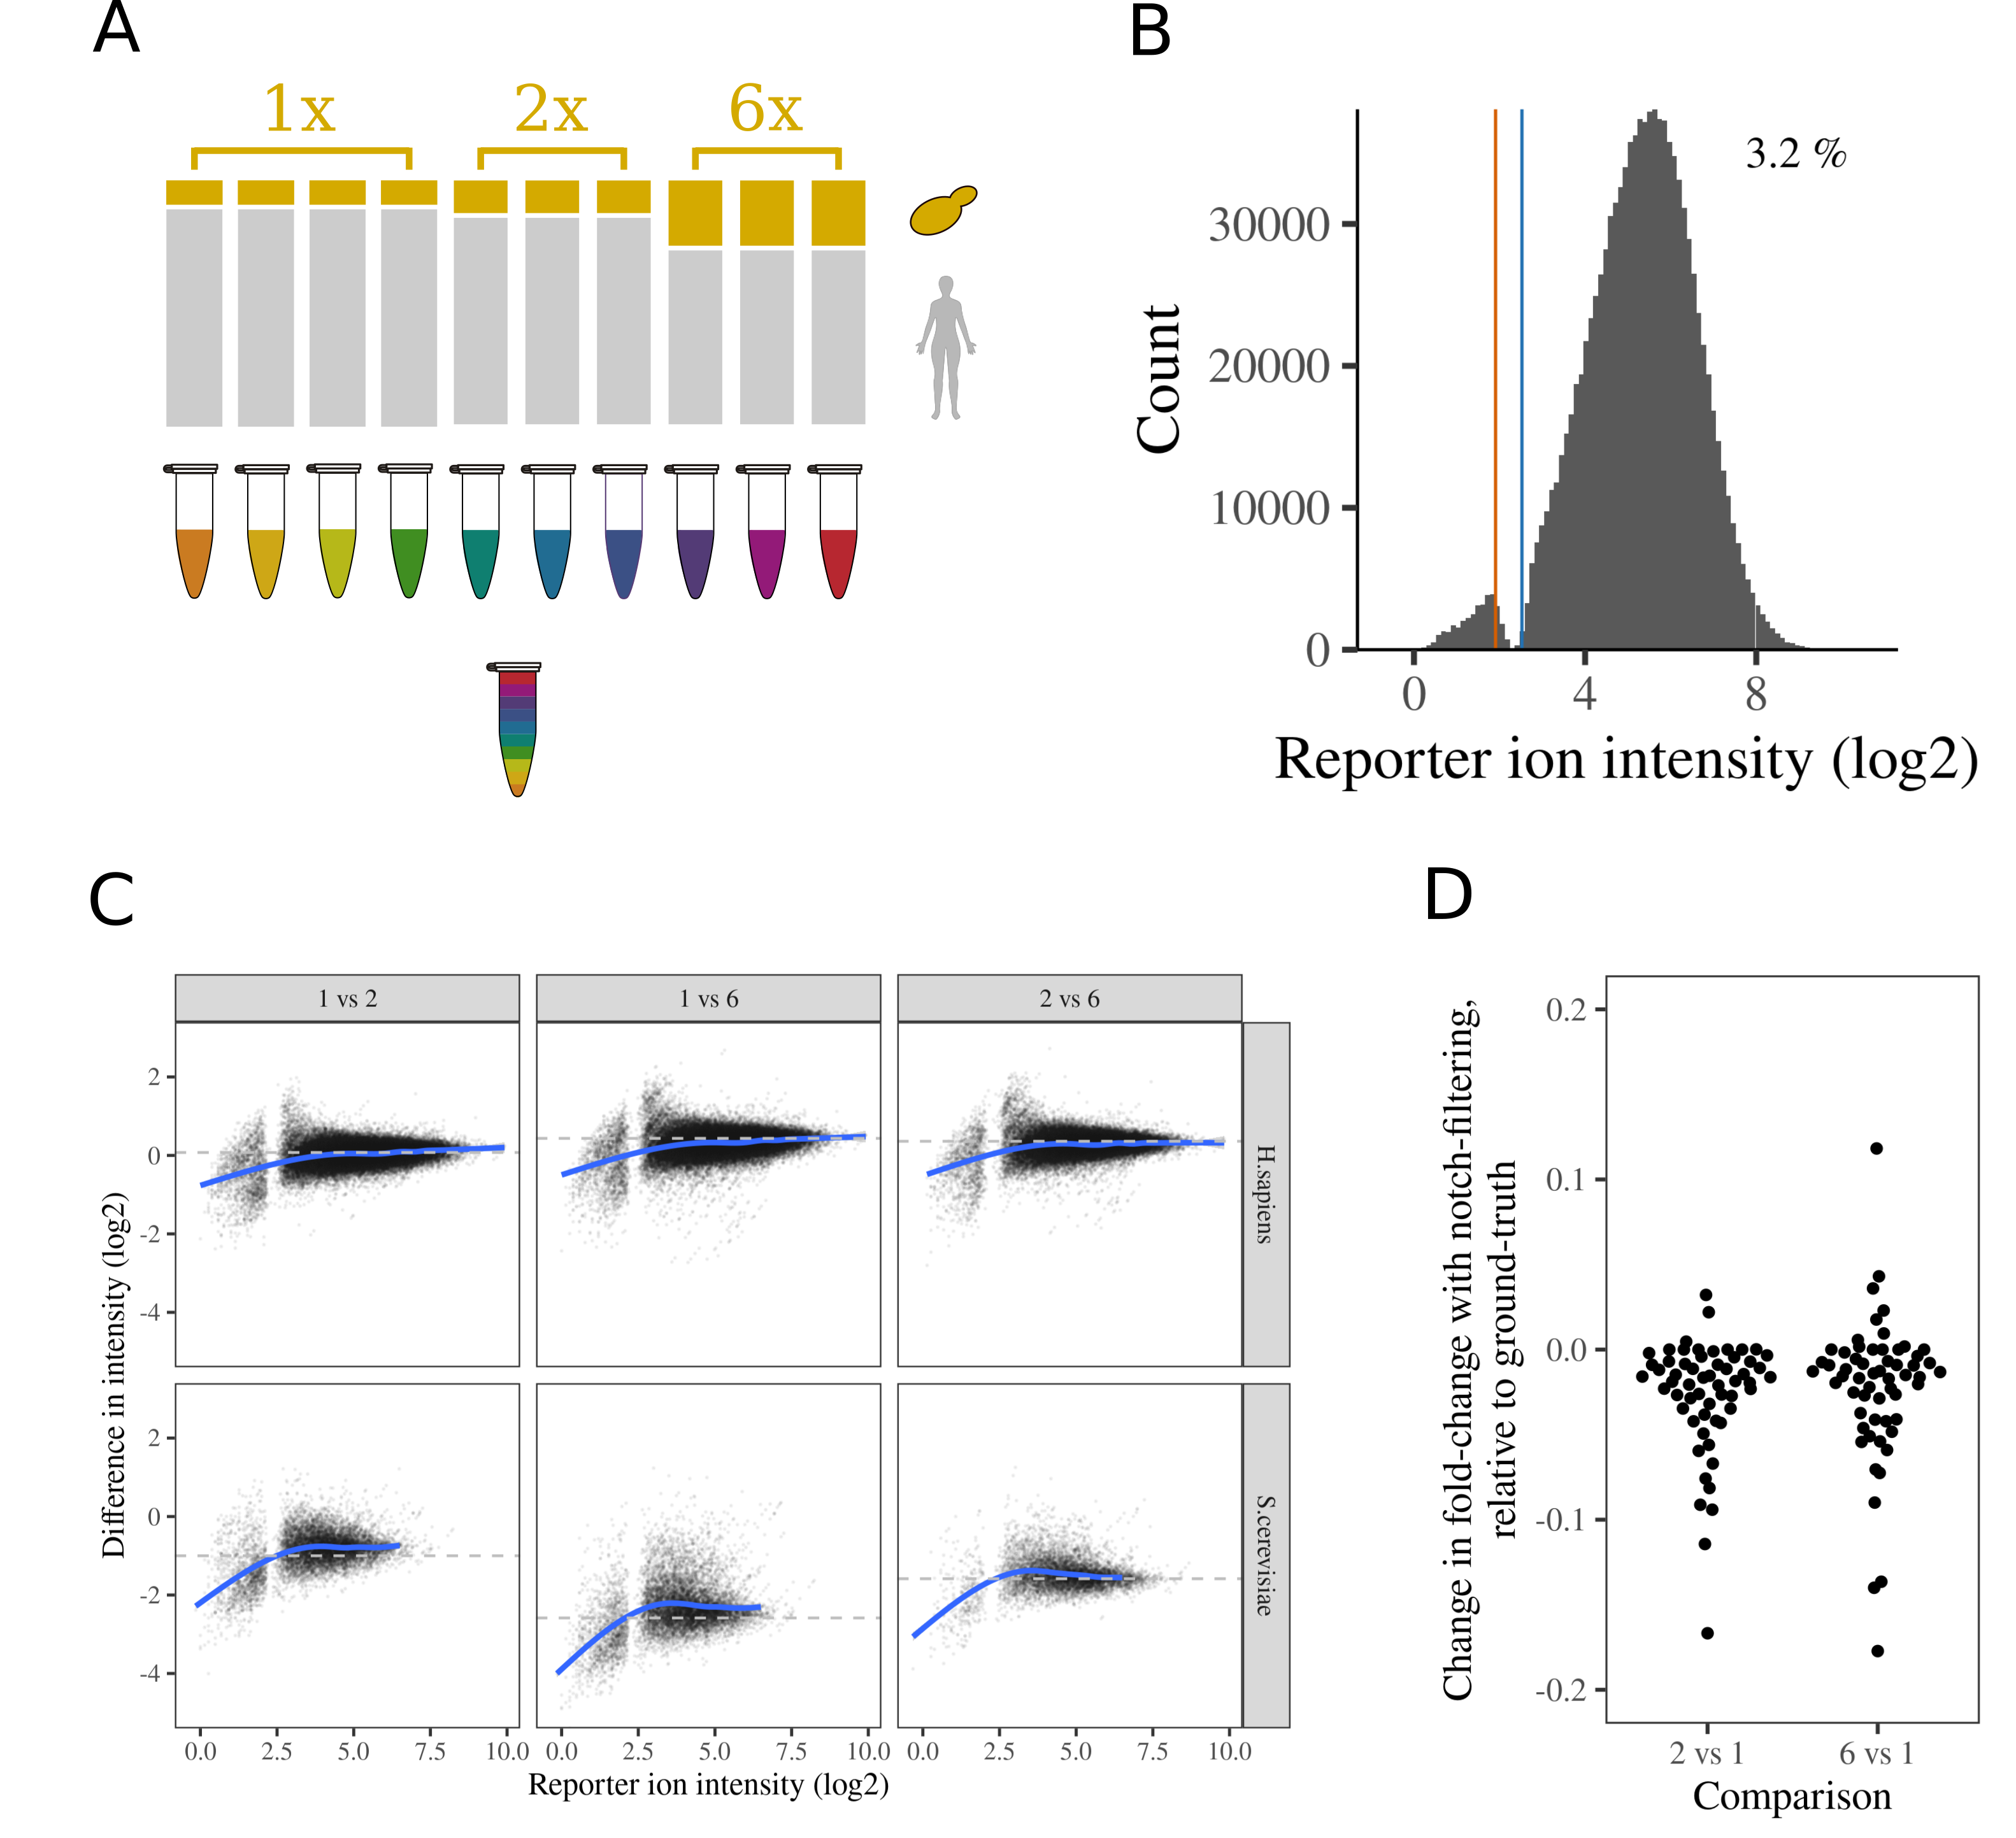 A
1x 2x 6x
B
3.2 %
30000
20000
10000
0
Count
0 4 8
Reporter ion intensity (log2)
C
1 vs 2 1 vs 6 2 vs 6
2
0
-2
-4
H.sapiens
2
0
-2
-4
S.cerevisiae
Difference in intensity (log2)
0.0 2.5 5.0 7.5 10.0 0.0 2.5 5.0 7.5 10.0 0.0 2.5 5.0 7.5 10.0
Reporter ion intensity (log2)
D
Change in fold-change with notch-filtering,
relative to ground-truth
0.2
0.1
0.0
-0.1
-0.2
2 vs 1 6 vs 1
Comparison